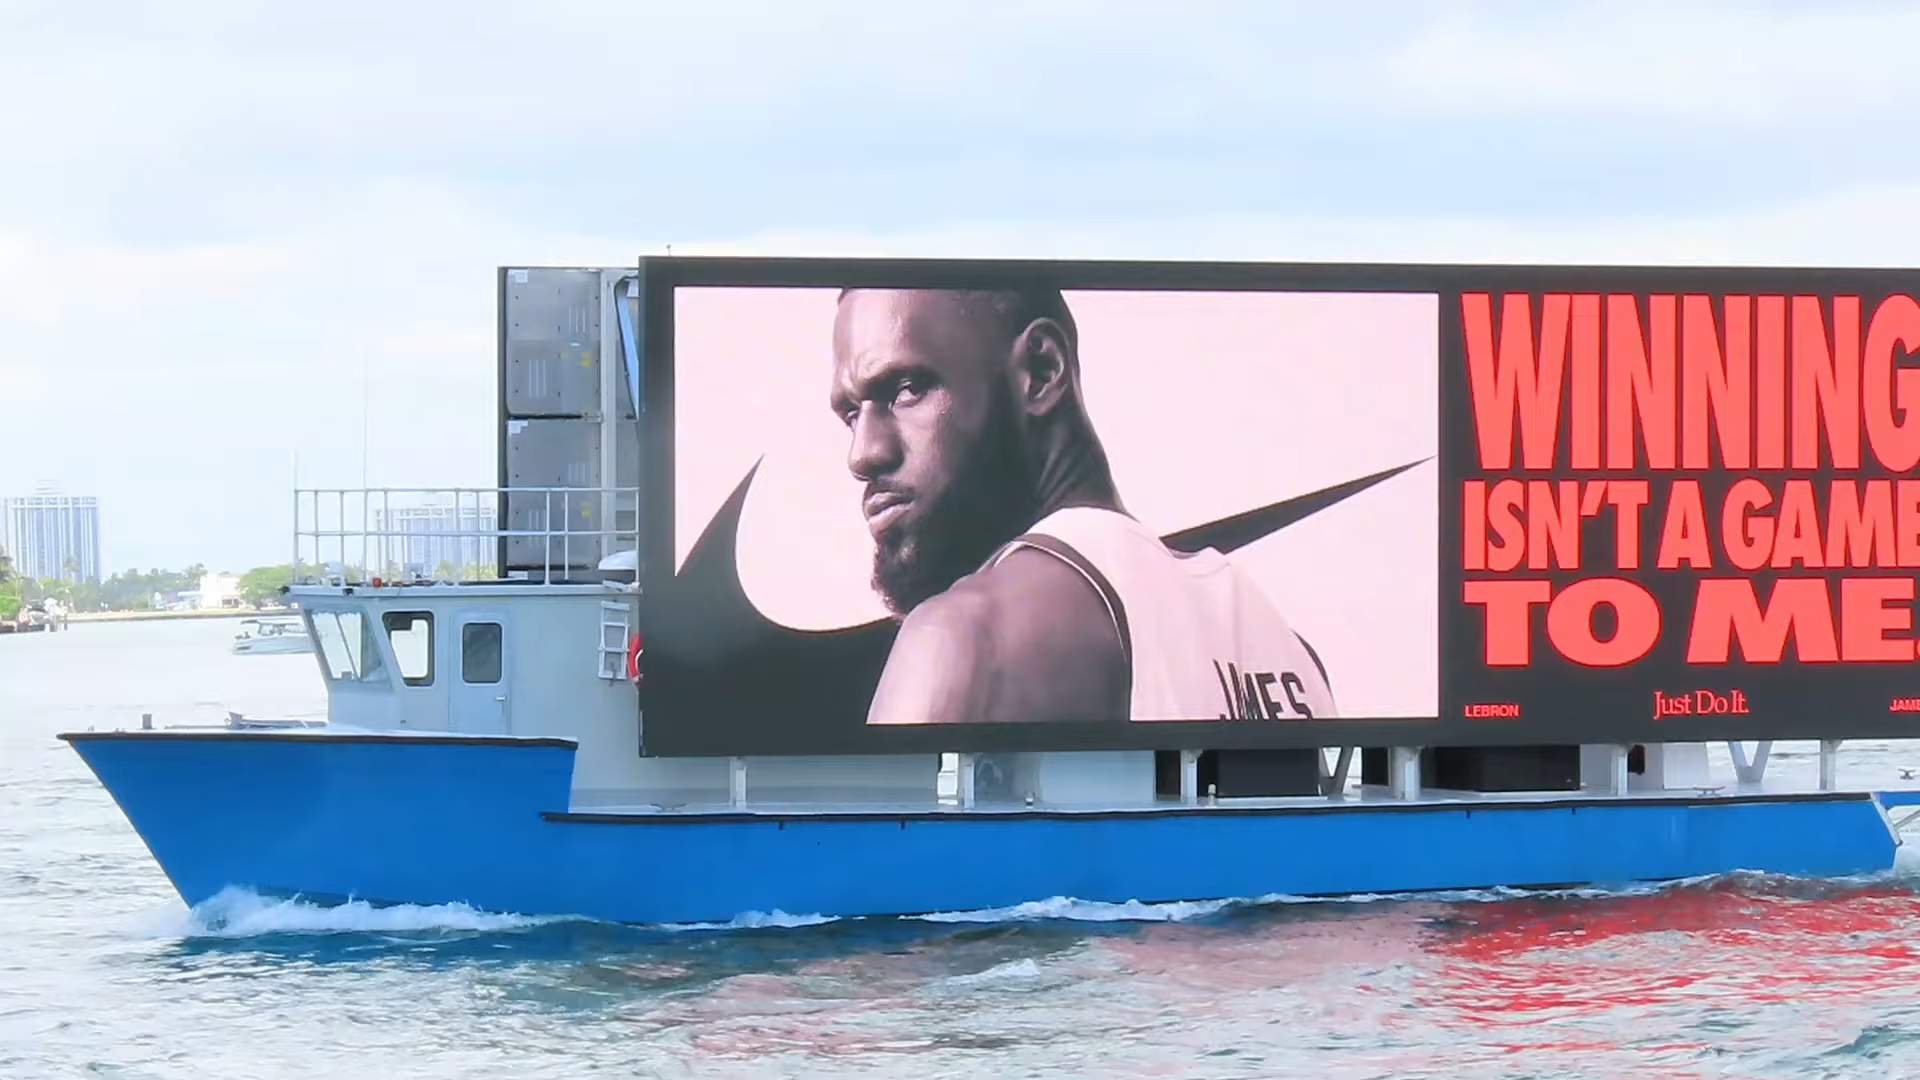 WINNING
ISN'T A GAME
TO ME.
LEBRON
Just Do It.
JAMES